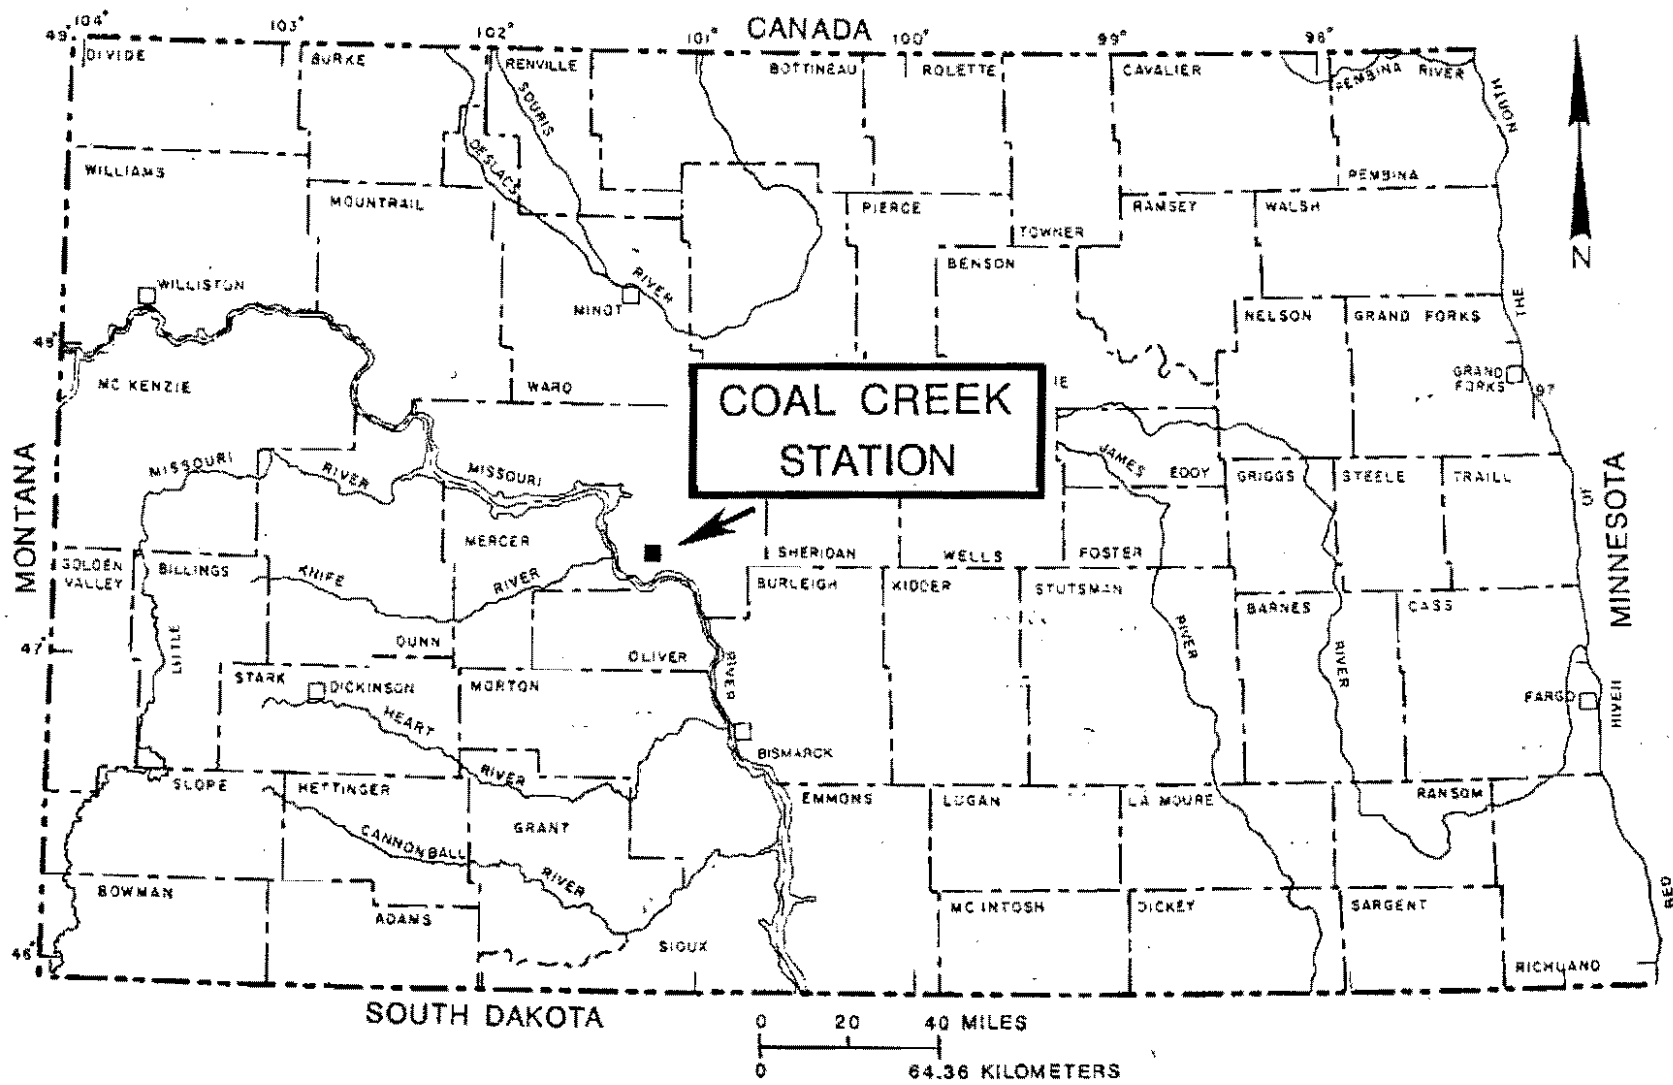 104°
103°
102°
101°
CANADA
100°
99°
98°
49°
DIVIDE
BURKE
RENVILLE
BOTTINEAU
ROLETTE
CAVALIER
PEMBINA RIVER
NORTH
SOURIS
DESLACS
WILLIAMS
MOUNTRAIL
PIERCE
TOWNER
RAMSEY
WALSH
PEMBINA
N
BENSON
WILLISTON
MINOT
RIVER
NELSON
GRAND FORKS
THE
48°
MC KENZIE
WARD
COAL CREEK
STATION
IE
GRAND
FORKS
97
MONTANA
MISSOURI
RIVER
MISSOURI
JAMES
EDDY
GRIGGS
STEELE
TRAILL
OF
MINNESOTA
MERCER
SHERIDAN
WELLS
FOSTER
GOLDEN
VALLEY
BILLINGS
KNIFE
RIVER
BURLEIGH
KIDDER
STUTSMAN
BARNES
CASS
47°
LITTLE
DUNN
OLIVER
RIVER
RIVER
RIVER
STARK
DICKINSON
MORTON
FARGO
RIVER
HEART
RIVER
BISMARCK
SLOPE
HETTINGER
GRANT
EMMONS
LOGAN
LA MOURE
RANSOM
CANNONBALL
RIVER
BOWMAN
ADAMS
SIOUX
MC INTOSH
DICKEY
SARGENT
RED
46°
RICHLAND
SOUTH DAKOTA
0 20 40 MILES
0 64.36 KILOMETERS